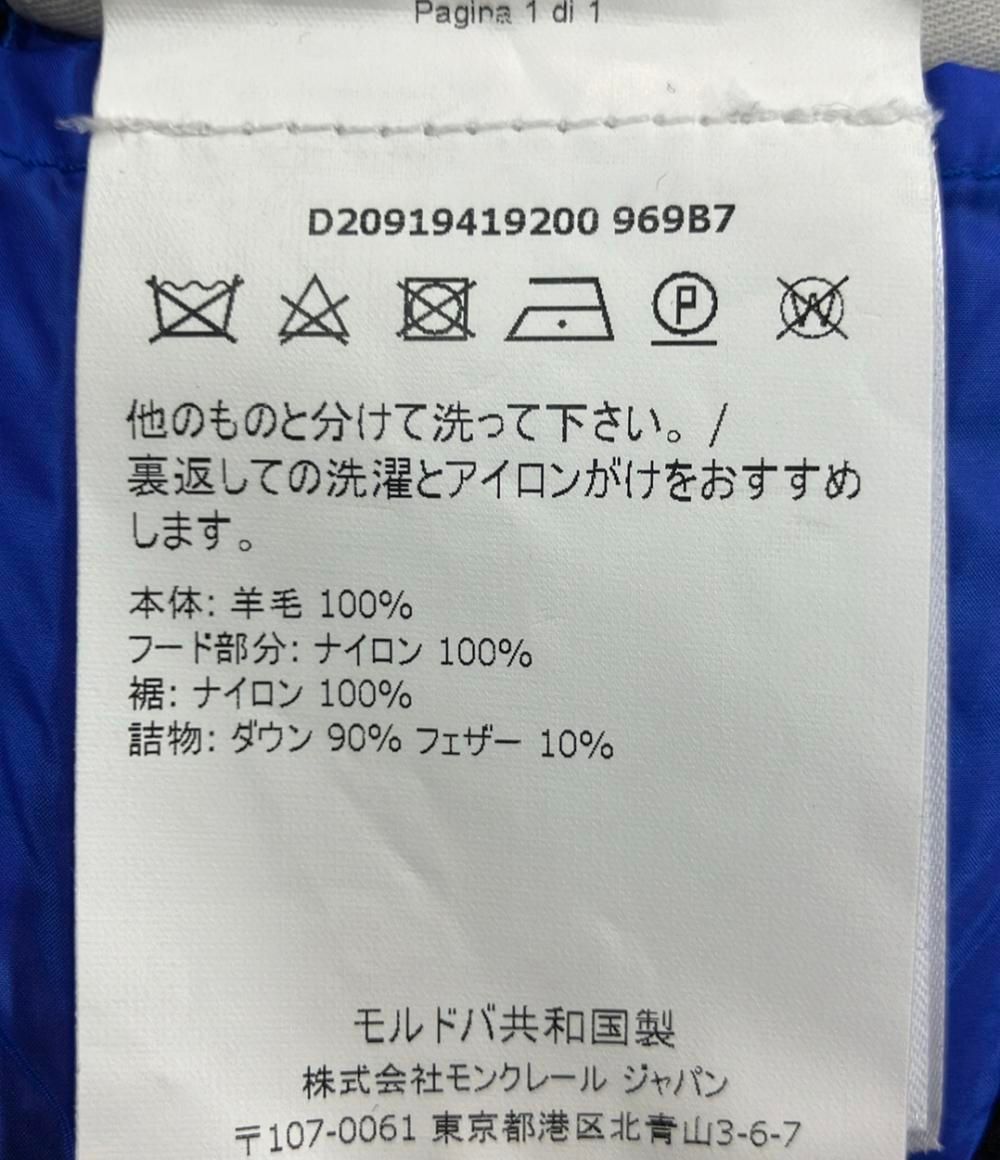 Pagina 1 di 1
D20919419200 969B7
P
W
他のものと分けて洗って下さい。/
裏返しての洗濯とアイロンがけをおすすめ
します。
本体: 羊毛 100%
フード部分: ナイロン 100%
裾: ナイロン 100%
詰物: ダウン 90% フェザー 10%
モルドバ共和国製
株式会社モンクレール ジャパン
〒107-0061 東京都港区北青山3-6-7